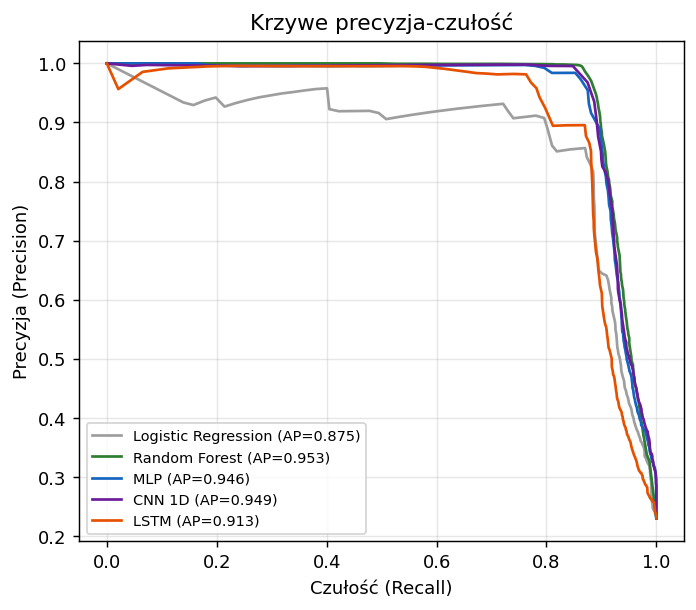 Krzywe precyzja-czułość
Precyzja (Precision)
1.0
0.9
0.8
0.7
0.6
0.5
0.4
0.3
0.2
Logistic Regression (AP=0.875)
Random Forest (AP=0.953)
MLP (AP=0.946)
CNN 1D (AP=0.949)
LSTM (AP=0.913)
0.0 0.2 0.4 0.6 0.8 1.0
Czułość (Recall)